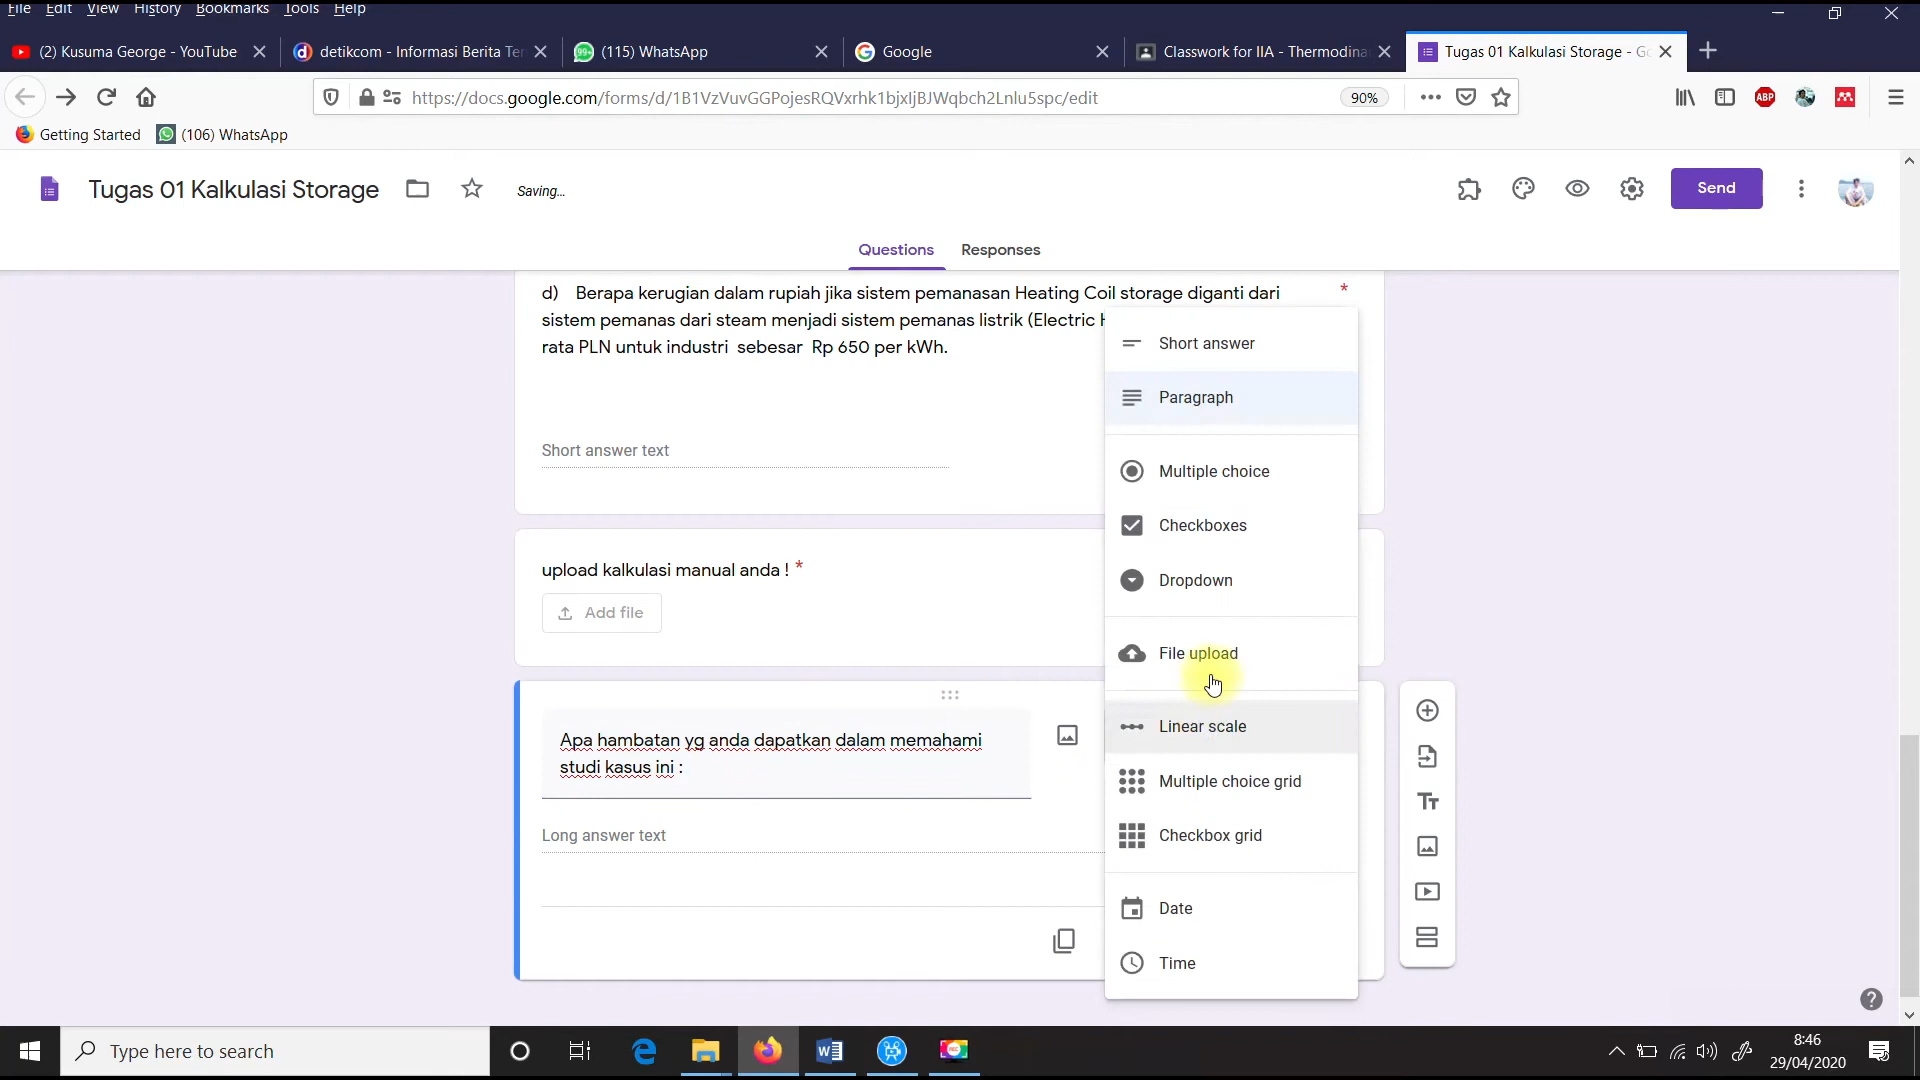 File Edit View History Bookmarks Tools Help
(2) Kusuma George - YouTube
detikcom - Informasi Berita Ter
(115) WhatsApp
Google
Classwork for IIA - Thermodina
Tugas 01 Kalkulasi Storage - Go
https://docs.google.com/forms/d/1B1VzVuvGGPojesRQVxrhk1bjxIjBJWqbch2Lnlu5spc/edit
90%
ABP
Getting Started
(106) WhatsApp
Tugas 01 Kalkulasi Storage
Saving...
Send
Questions
Responses
d) Berapa kerugian dalam rupiah jika sistem pemanasan Heating Coil storage diganti dari *
sistem pemanas dari steam menjadi sistem pemanas listrik (Electric H
rata PLN untuk industri sebesar Rp 650 per kWh.
Short answer text
upload kalkulasi manual anda ! *
Add file
Apa hambatan yg anda dapatkan dalam memahami
studi kasus ini :
Long answer text
Short answer
Paragraph
Multiple choice
Checkboxes
Dropdown
File upload
Linear scale
Multiple choice grid
Checkbox grid
Date
Time
Type here to search
8:46
29/04/2020